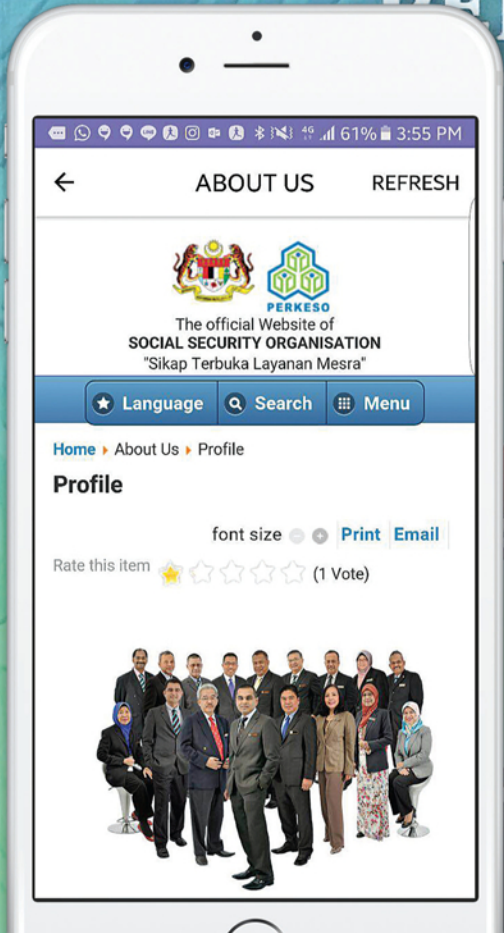 4G 61% 3:55 PM
ABOUT US REFRESH
PERKESO
The official Website of
SOCIAL SECURITY ORGANISATION
"Sikap Terbuka Layanan Mesra"
Language Search Menu
Home About Us Profile
Profile
font size Print Email
Rate this item (1 Vote)